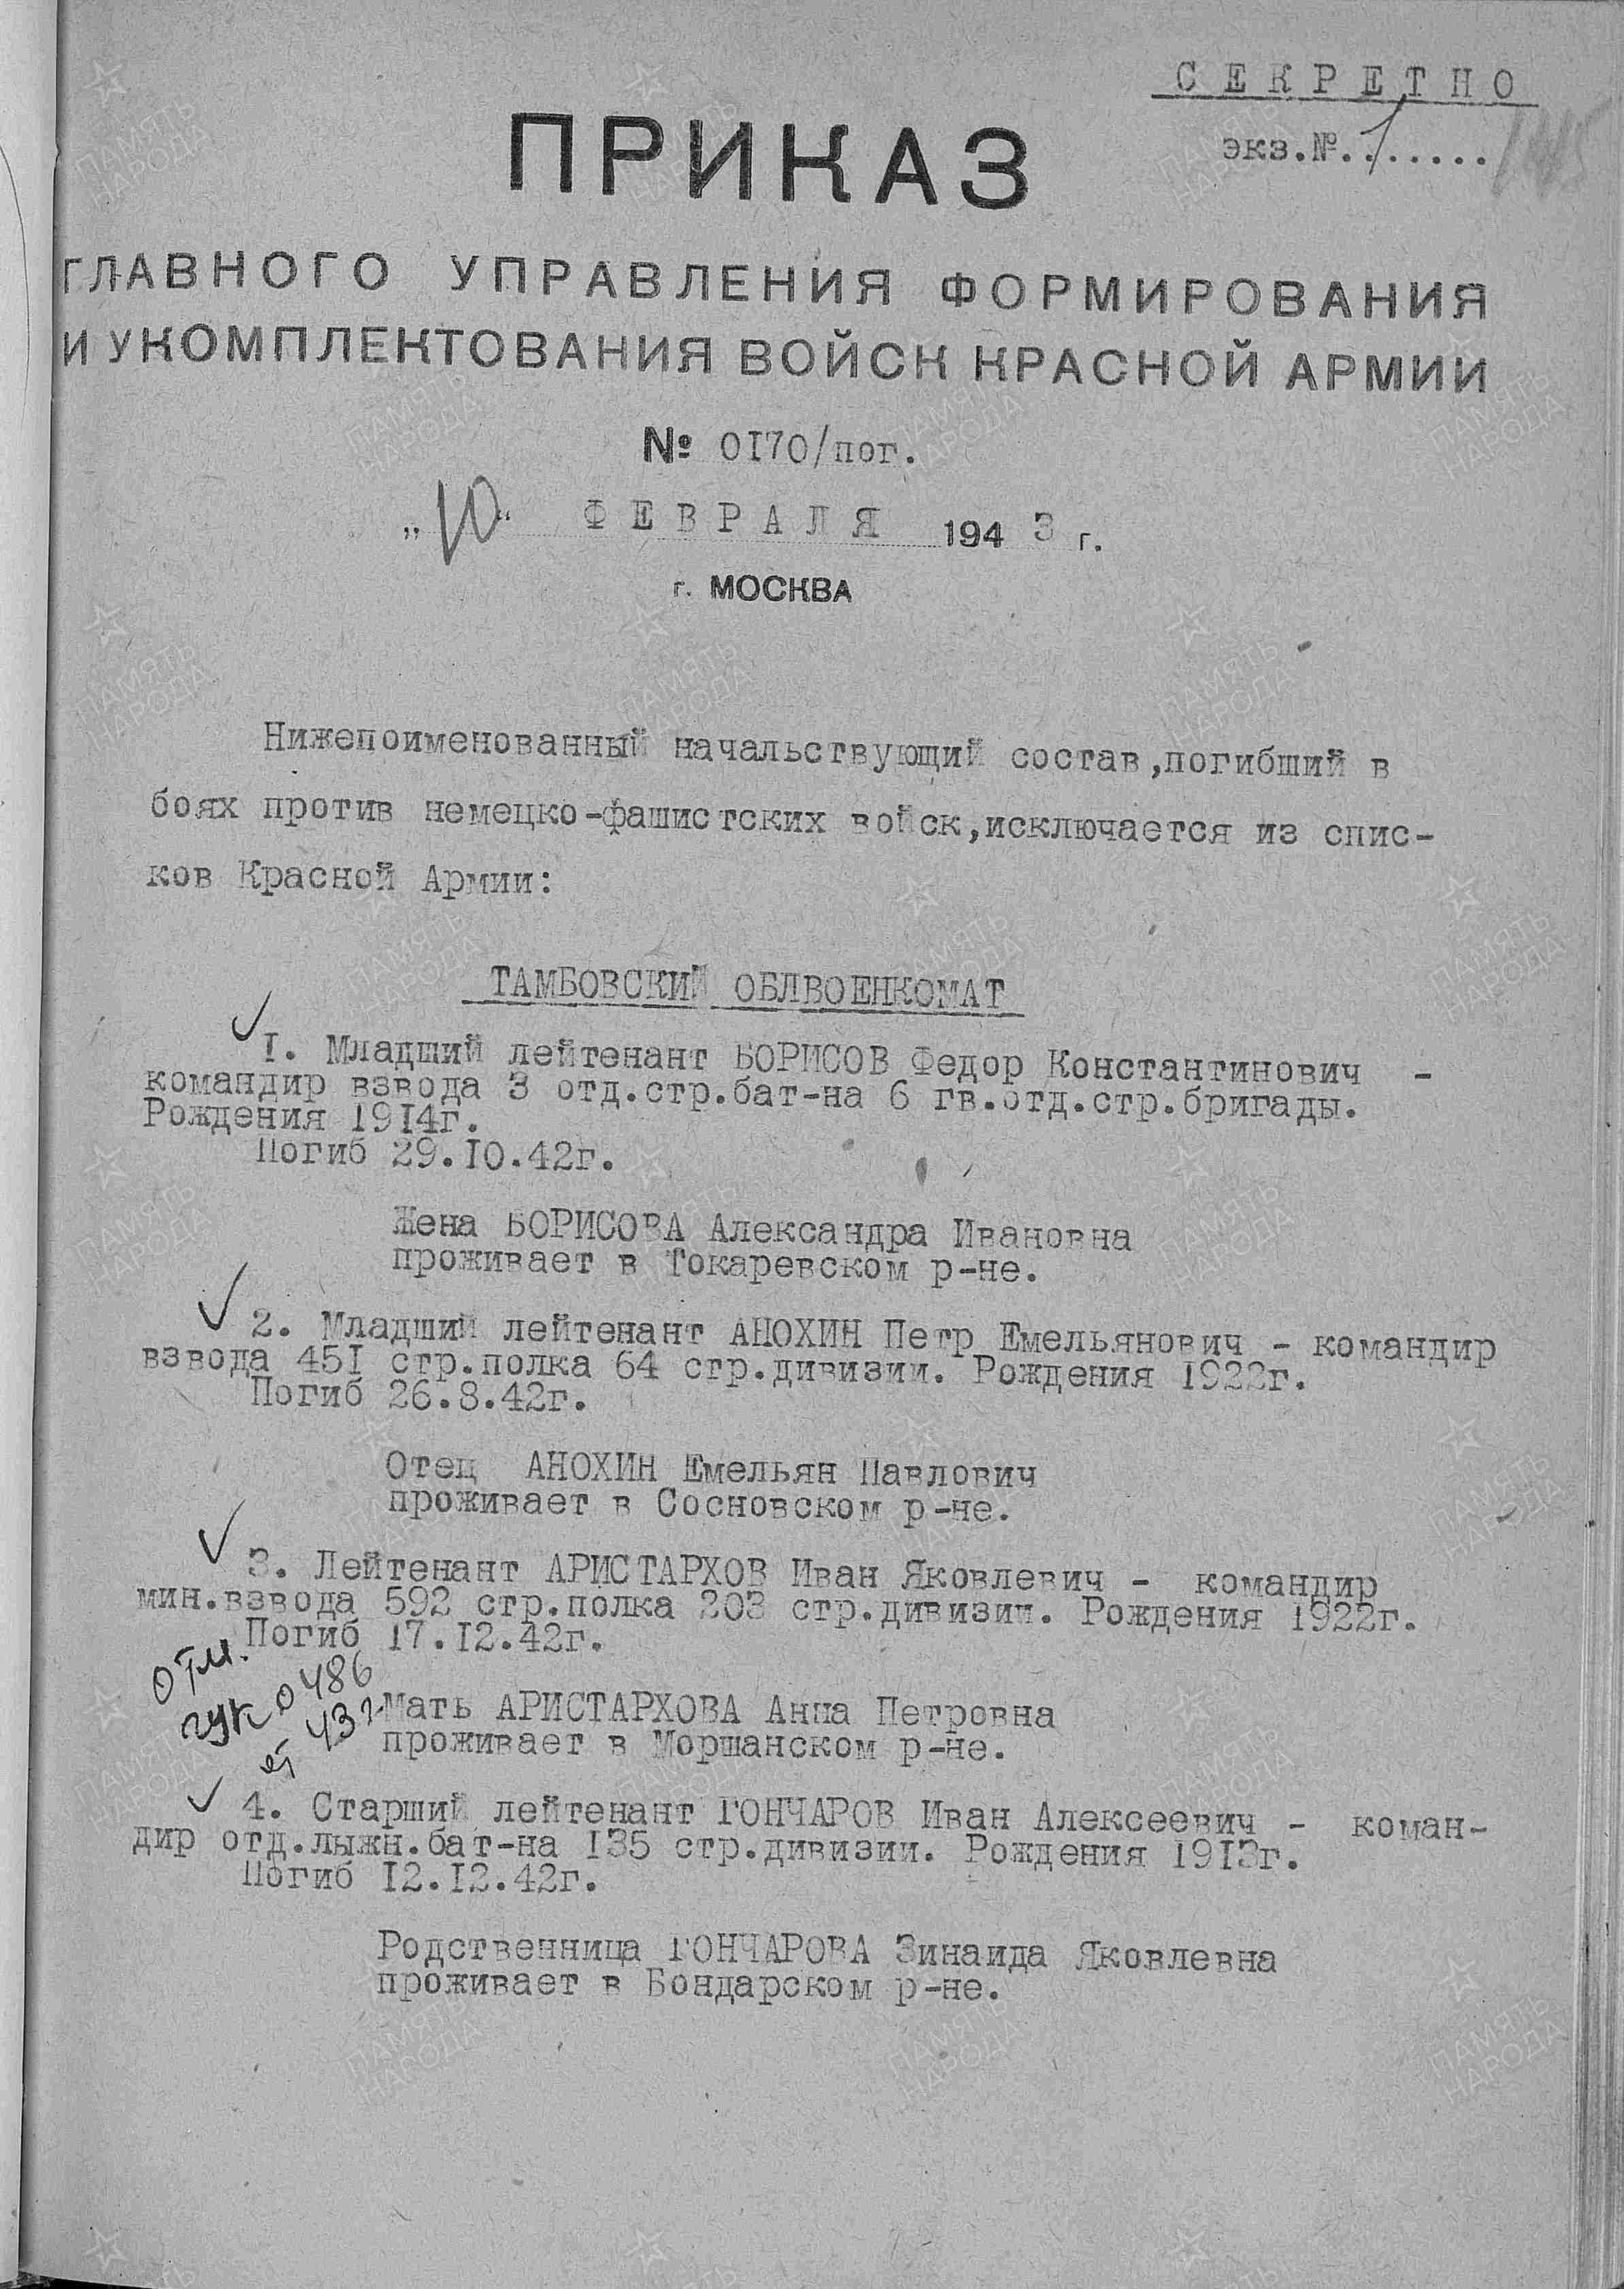 СЕКРЕТНО
экз.№.1......
ПРИКАЗ
ГЛАВНОГО УПРАВЛЕНИЯ ФОРМИРОВАНИЯ
И УКОМПЛЕКТОВАНИЯ ВОЙСК КРАСНОЙ АРМИИ
№ 0170/пог.
„10“ ФЕВРАЛЯ 1943 г.
г. МОСКВА
Нижепоименованный начальствующий состав,погибший в
боях против немецко-фашистских войск,исключается из спис-
ков Красной Армии:
ТАМБОВСКИЙ ОБЛВОЕНКОМАТ
1. Младший лейтенант БОРИСОВ Федор Константинович -
командир взвода 3 отд.стр.бат-на 6 гв.отд.стр.бригады.
Рождения 1914г.
Погиб 29.10.42г.
Жена БОРИСОВА Александра Ивановна
проживает в Токаревском р-не.
2. Младший лейтенант АНОХИН Петр Емельянович - командир
взвода 451 стр.полка 64 стр.дивизии. Рождения 1922г.
Погиб 26.8.42г.
Отец АНОХИН Емельян Павлович
проживает в Сосновском р-не.
3. Лейтенант АРИСТАРХОВ Иван Яковлевич - командир
мин.взвода 592 стр.полка 203 стр.дивизии. Рождения 1922г.
Погиб 17.12.42г.
отм.
гук 0486
43г.
Мать АРИСТАРХОВА Анна Петровна
проживает в Моршанском р-не.
4. Старший лейтенант ГОНЧАРОВ Иван Алексеевич - коман-
дир отд.лыжн.бат-на 135 стр.дивизии. Рождения 1913г.
Погиб 12.12.42г.
Родственница ГОНЧАРОВА Зинаида Яковлевна
проживает в Бондарском р-не.